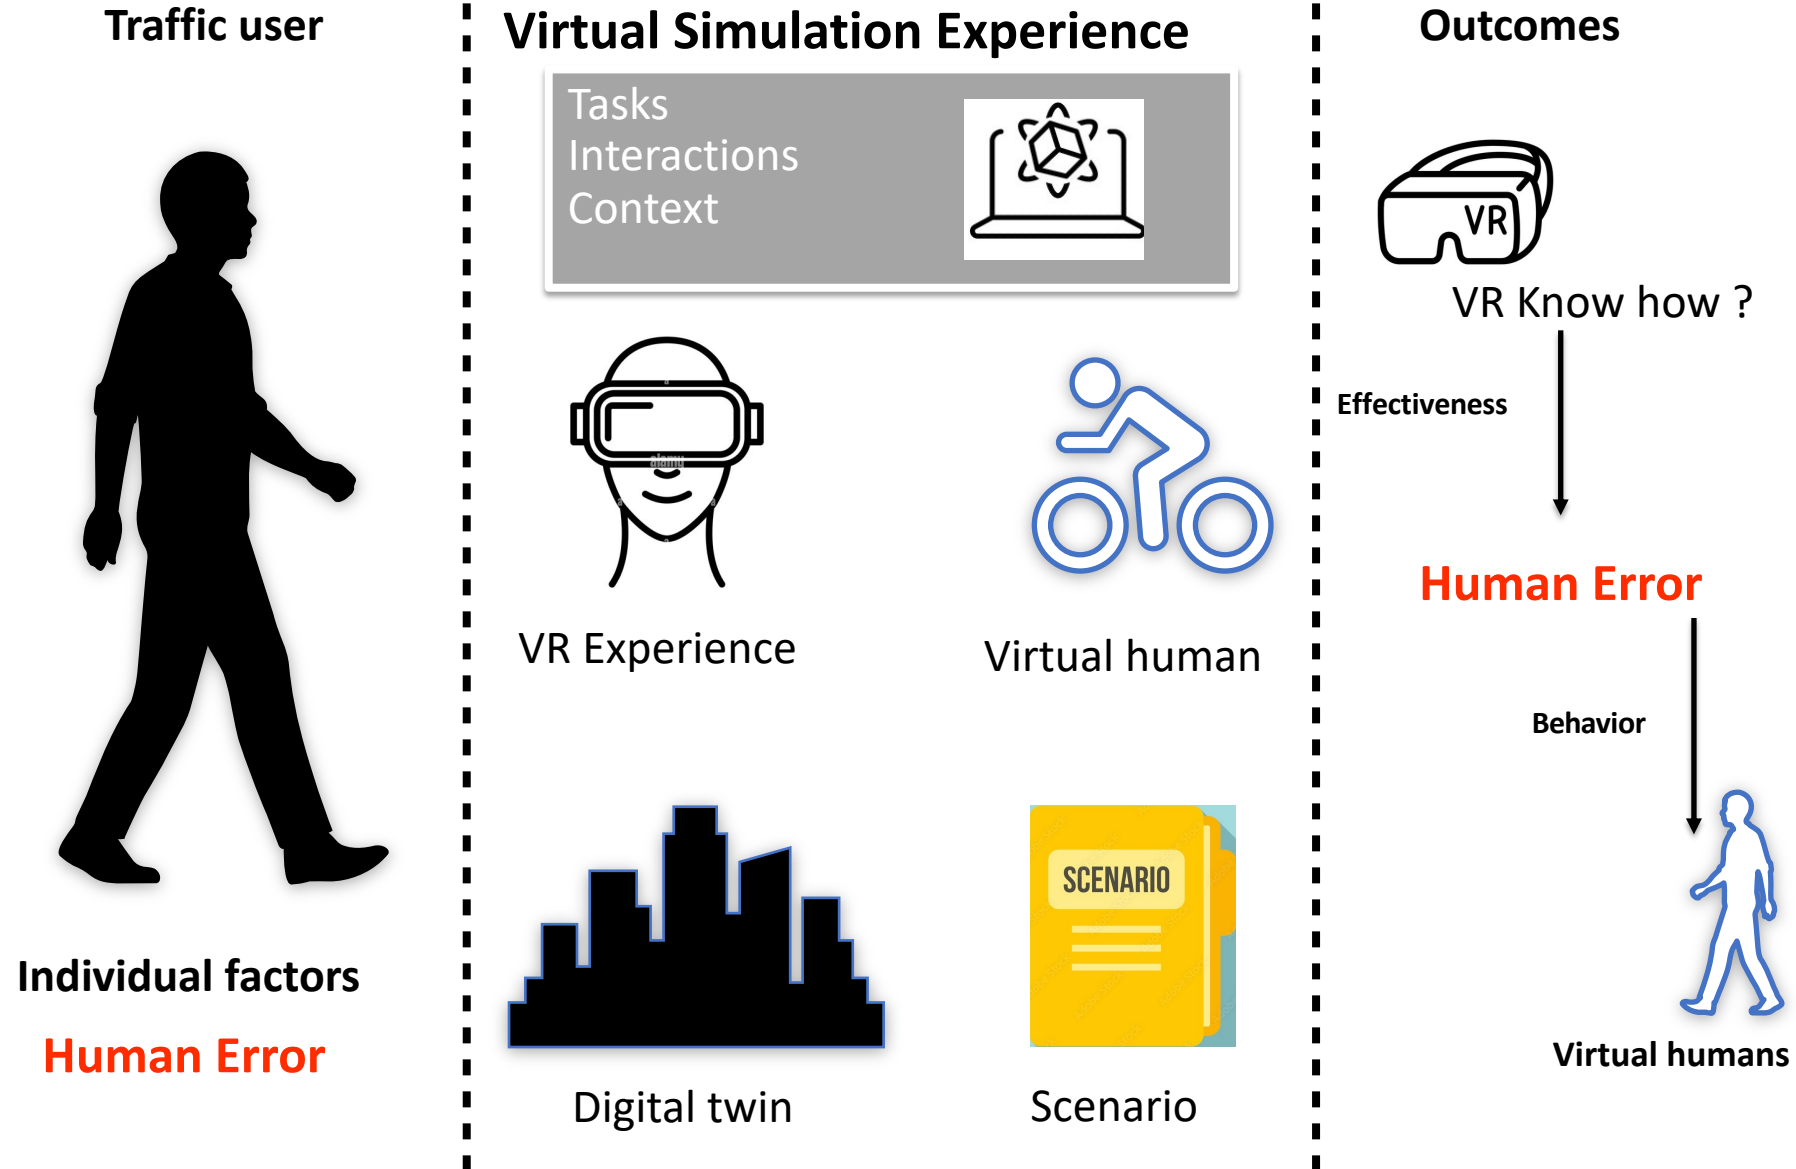 Traffic user
Individual factors
Human Error
Virtual Simulation Experience
Tasks
Interactions
Context
alamy
VR Experience
Virtual human
Digital twin
SCENARIO
Scenario
Outcomes
VR
VR Know how ?
Effectiveness
Human Error
Behavior
Virtual humans